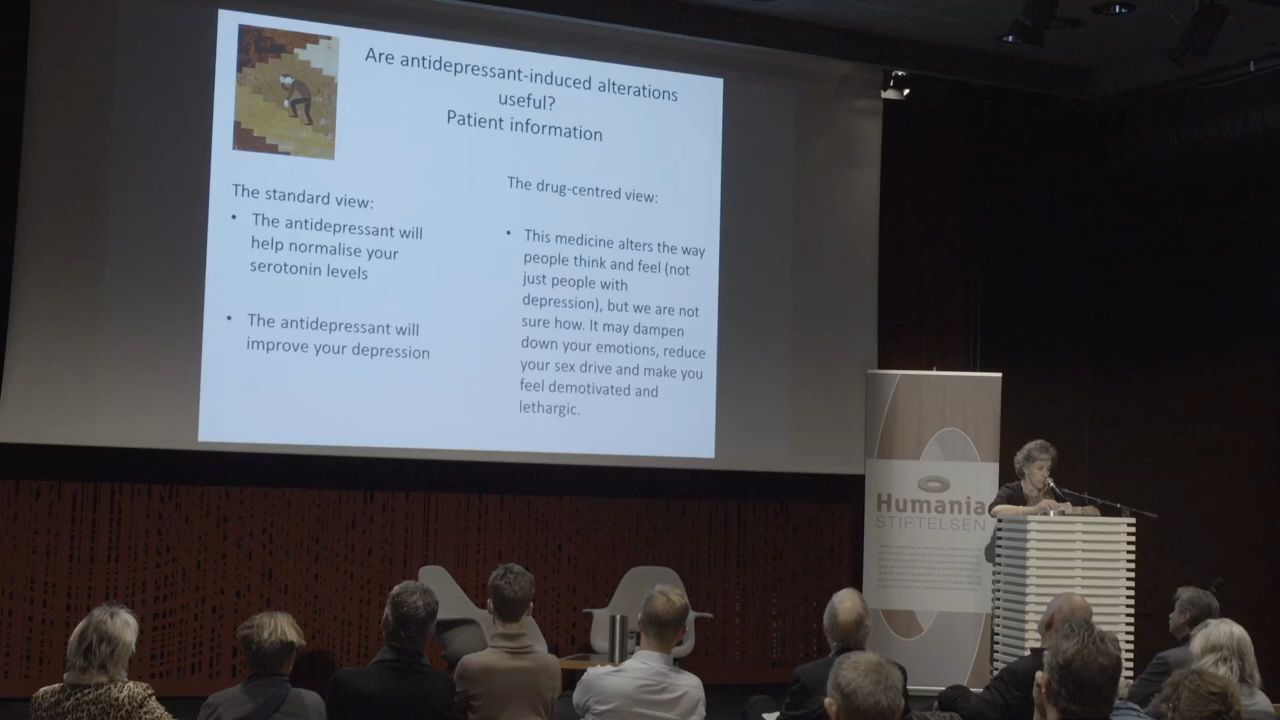 Are antidepressant-induced alterations
useful?
Patient information
The standard view:
• The antidepressant will
help normalise your
serotonin levels
• The antidepressant will
improve your depression
The drug-centred view:
• This medicine alters the way
people think and feel (not
just people with
depression), but we are not
sure how. It may dampen
down your emotions, reduce
your sex drive and make you
feel demotivated and
lethargic.
Humania
STIFTELSEN